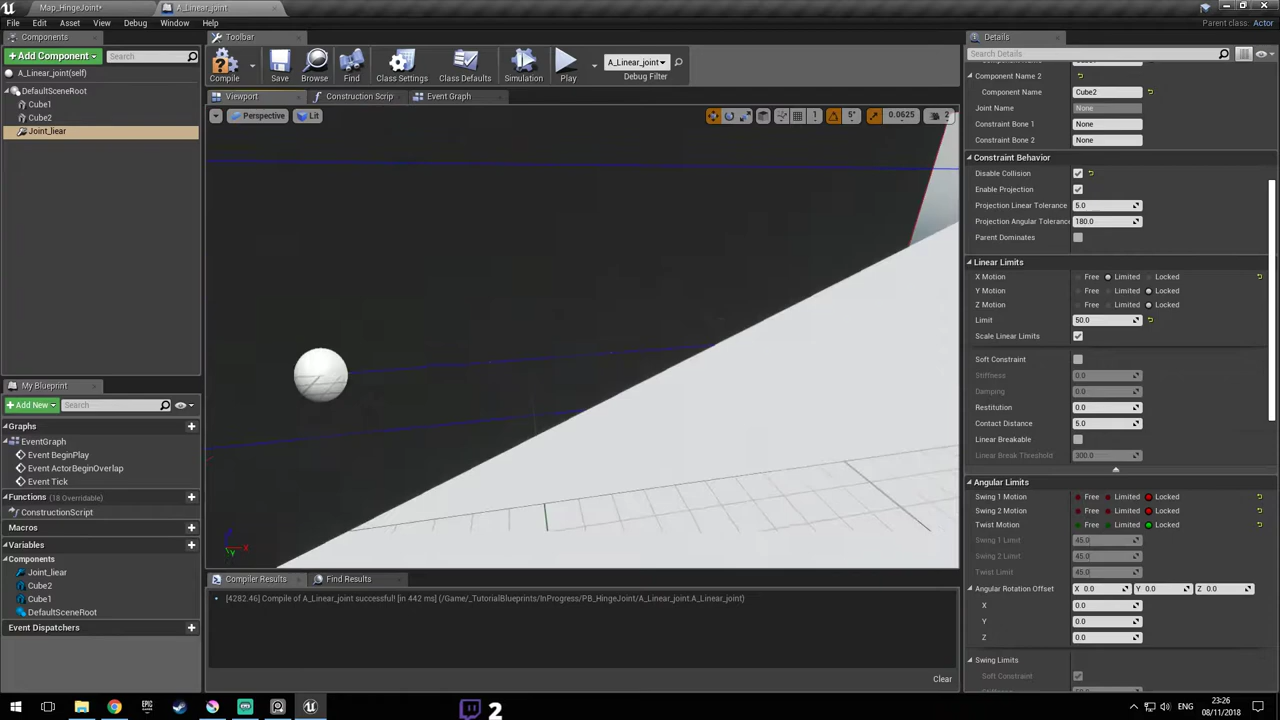 Map_HingeJoint*
A_Linear_joint
File Edit Asset View Debug Window Help
Parent class: Actor
Components
+Add Component
Search
A_Linear_joint(self)
DefaultSceneRoot
Cube1
Cube2
Joint_liear
My Blueprint
+Add New
Search
Graphs
EventGraph
Event BeginPlay
Event ActorBeginOverlap
Event Tick
Functions (18 Overridable)
ConstructionScript
Macros
Variables
Components
Joint_liear
Cube2
Cube1
DefaultSceneRoot
Event Dispatchers
Toolbar
Compile Save Browse Find Class Settings Class Defaults Simulation Play
A_Linear_joint
Debug Filter
Viewport Construction Scrip Event Graph
Perspective Lit
1 5° 0.0625 2
X
Y
Compiler Results Find Results
[4282.46] Compile of A_Linear_joint successful! [in 442 ms] (/Game/_TutorialBlueprints/InProgress/PB_HingeJoint/A_Linear_joint.A_Linear_joint)
Clear
Details
Search Details
Component Name 2
Component Name Cube2
Joint Name None
Constraint Bone 1 None
Constraint Bone 2 None
Constraint Behavior
Disable Collision
Enable Projection
Projection Linear Tolerance 5.0
Projection Angular Tolerance 180.0
Parent Dominates
Linear Limits
X Motion Free Limited Locked
Y Motion Free Limited Locked
Z Motion Free Limited Locked
Limit 50.0
Scale Linear Limits
Soft Constraint
Stiffness 0.0
Damping 0.0
Restitution 0.0
Contact Distance 5.0
Linear Breakable
Linear Break Threshold 300.0
Angular Limits
Swing 1 Motion Free Limited Locked
Swing 2 Motion Free Limited Locked
Twist Motion Free Limited Locked
Swing 1 Limit 45.0
Swing 2 Limit 45.0
Twist Limit 45.0
Angular Rotation Offset X 0.0 Y 0.0 Z 0.0
X 0.0
Y 0.0
Z 0.0
Swing Limits
Soft Constraint
2
ENG
23:26
08/11/2018